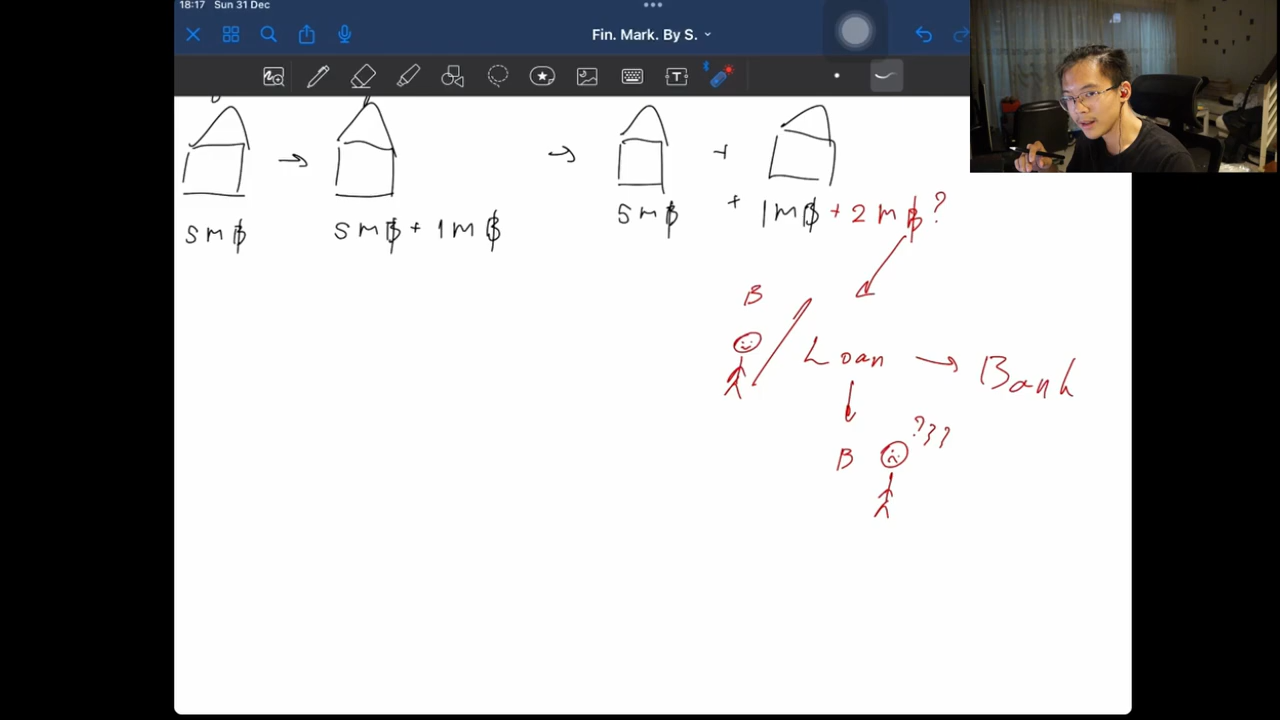 18:17 Sun 31 Dec
Fin. Mark. By S.
5 M ฿
5 M ฿ + 1 M ฿
5 M ฿
+
+ 1 M ฿ + 2 M ฿ ?
B
Loan
Bank
B
???